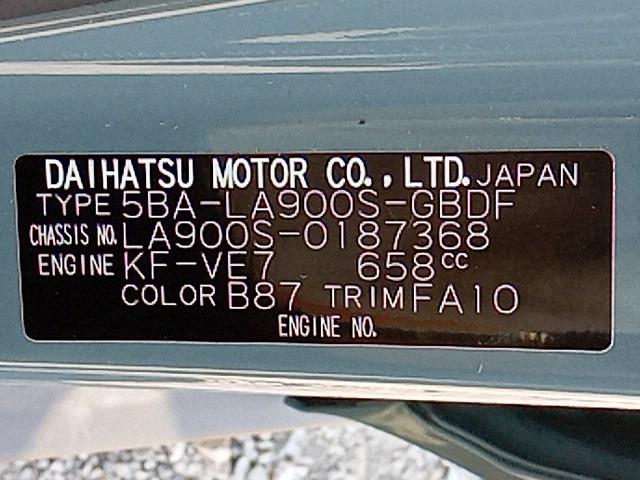 DAIHATSU MOTOR CO., LTD. JAPAN
TYPE 5BA-LA900S-GBDF
CHASSIS NO. LA900S-0187368
ENGINE KF-VE7 658cc
COLOR B87 TRIM FA10
ENGINE NO.